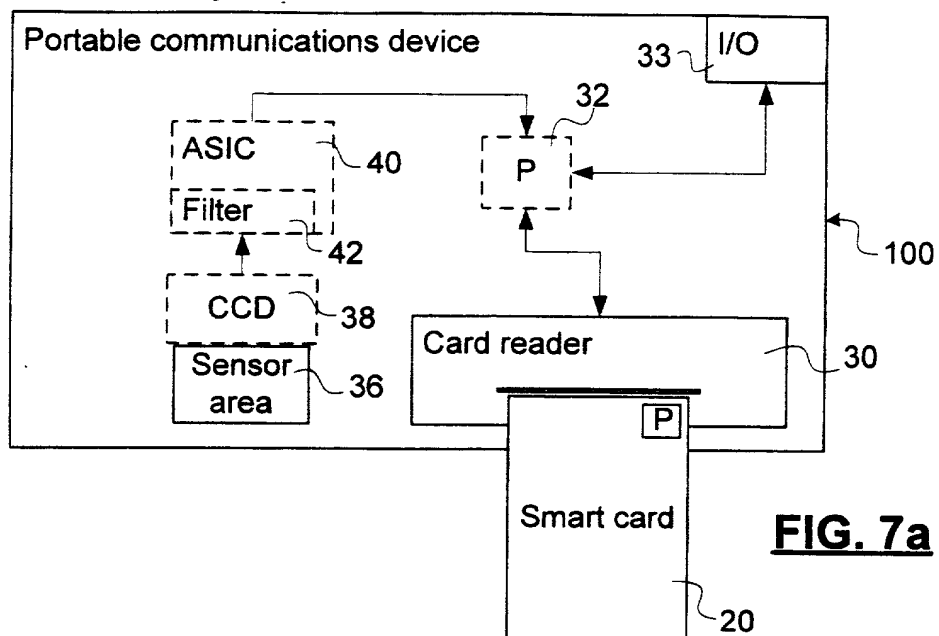 Portable communications device
I/O
33
32
ASIC
40
P
Filter
42
100
CCD
38
Card reader
30
Sensor
area
36
P
Smart card
FIG. 7a
20